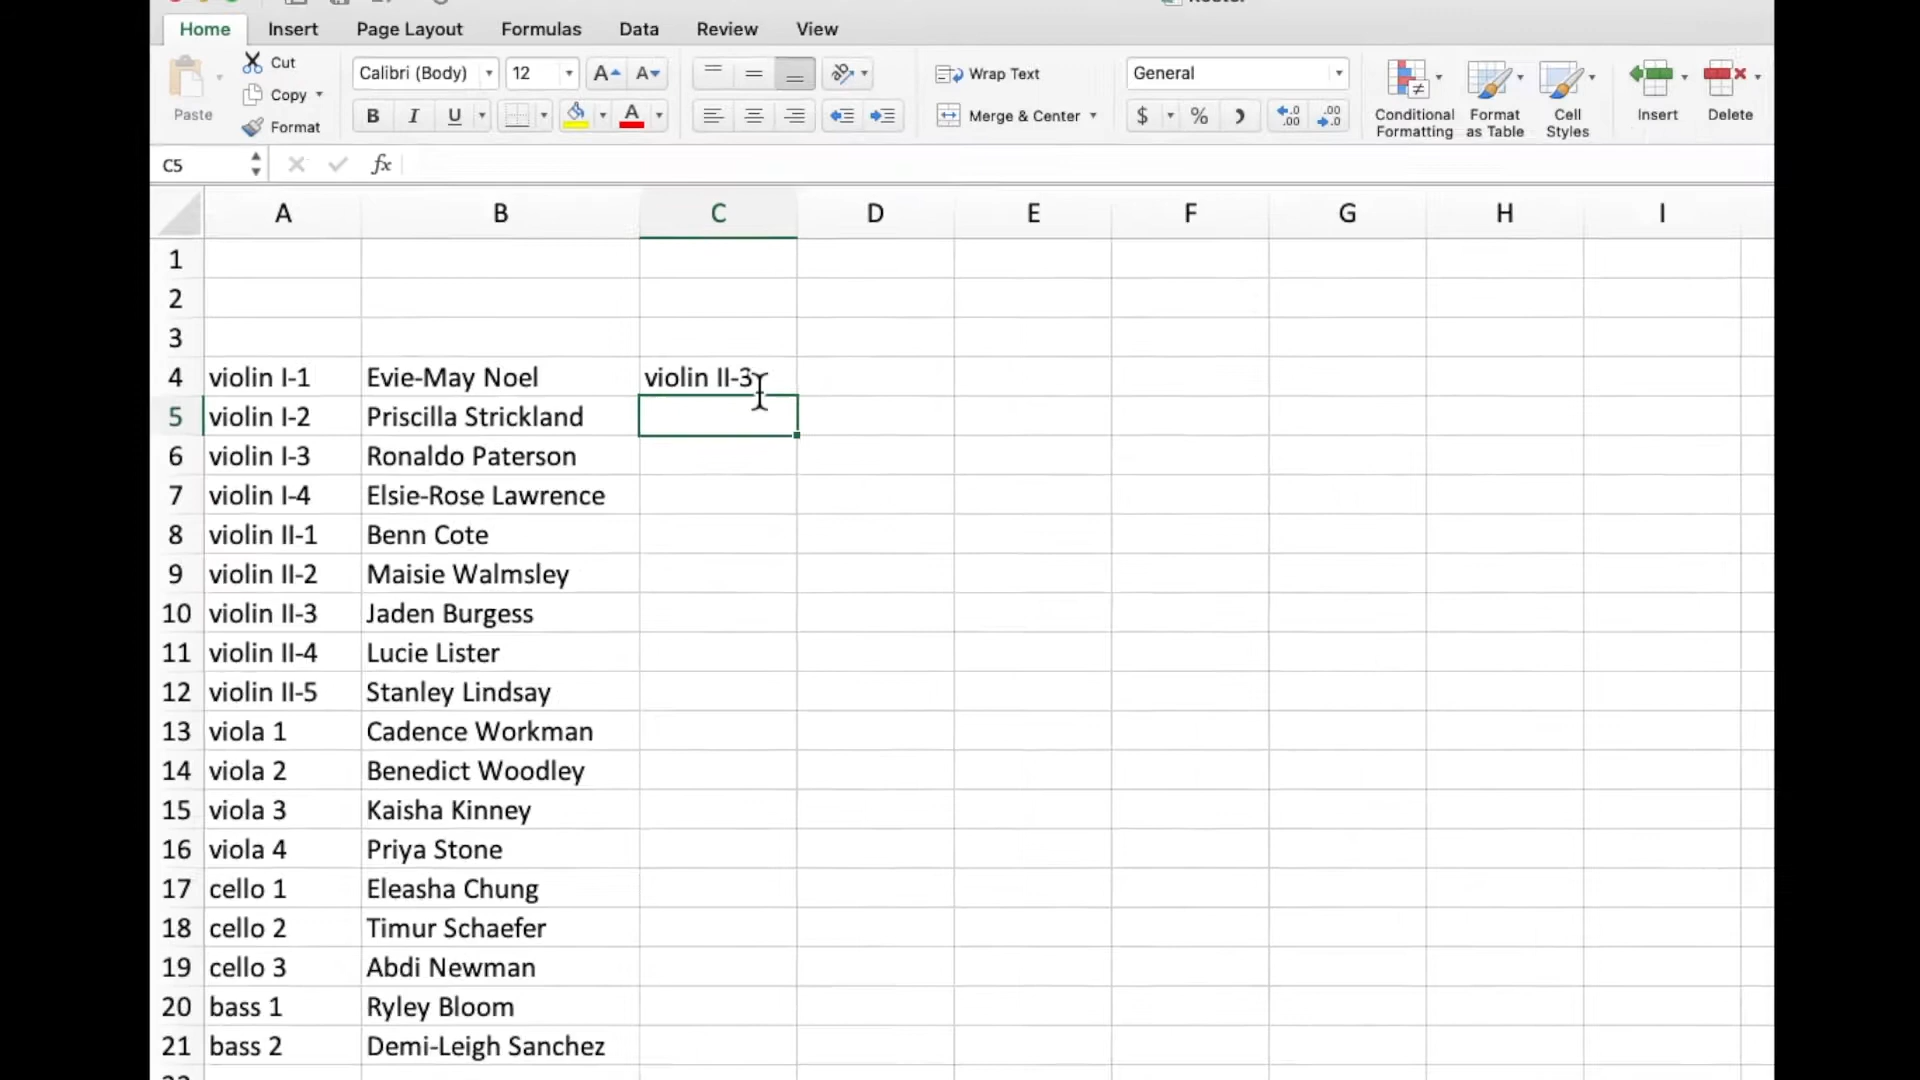 Home Insert Page Layout Formulas Data Review View
Paste
Cut
Copy
Format
Calibri (Body) 12 A A
B I U A
Wrap Text
Merge & Center
General
$ % .0 .00 .00 .0
Conditional Formatting
Format as Table
Cell Styles
Insert
Delete
C5 fx
A B C D E F G H I
1
2
3
4 violin I-1 Evie-May Noel violin II-3
5 violin I-2 Priscilla Strickland
6 violin I-3 Ronaldo Paterson
7 violin I-4 Elsie-Rose Lawrence
8 violin II-1 Benn Cote
9 violin II-2 Maisie Walmsley
10 violin II-3 Jaden Burgess
11 violin II-4 Lucie Lister
12 violin II-5 Stanley Lindsay
13 viola 1 Cadence Workman
14 viola 2 Benedict Woodley
15 viola 3 Kaisha Kinney
16 viola 4 Priya Stone
17 cello 1 Eleasha Chung
18 cello 2 Timur Schaefer
19 cello 3 Abdi Newman
20 bass 1 Ryley Bloom
21 bass 2 Demi-Leigh Sanchez